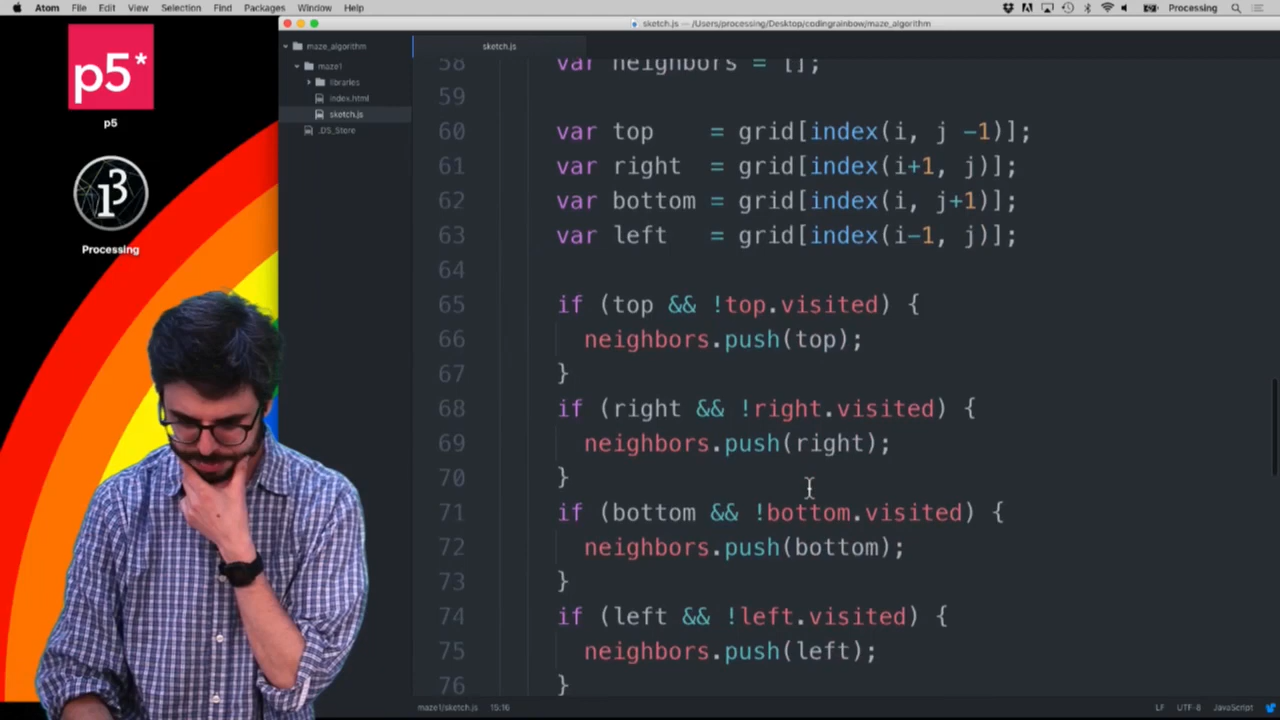 Atom File Edit View Selection Find Packages Window Help Processing
sketch.js — /Users/processing/Desktop/codingrainbow/maze_algorithm
p5*
p5
Processing
maze_algorithm
maze1
libraries
index.html
sketch.js
.DS_Store
sketch.js
58 var neighbors = [];
59
60 var top    = grid[index(i, j -1)];
61 var right  = grid[index(i+1, j)];
62 var bottom = grid[index(i, j+1)];
63 var left   = grid[index(i-1, j)];
64
65 if (top && !top.visited) {
66 neighbors.push(top);
67 }
68 if (right && !right.visited) {
69 neighbors.push(right);
70 }
71 if (bottom && !bottom.visited) {
72 neighbors.push(bottom);
73 }
74 if (left && !left.visited) {
75 neighbors.push(left);
76 }
maze1/sketch.js 15:16 LF UTF-8 JavaScript